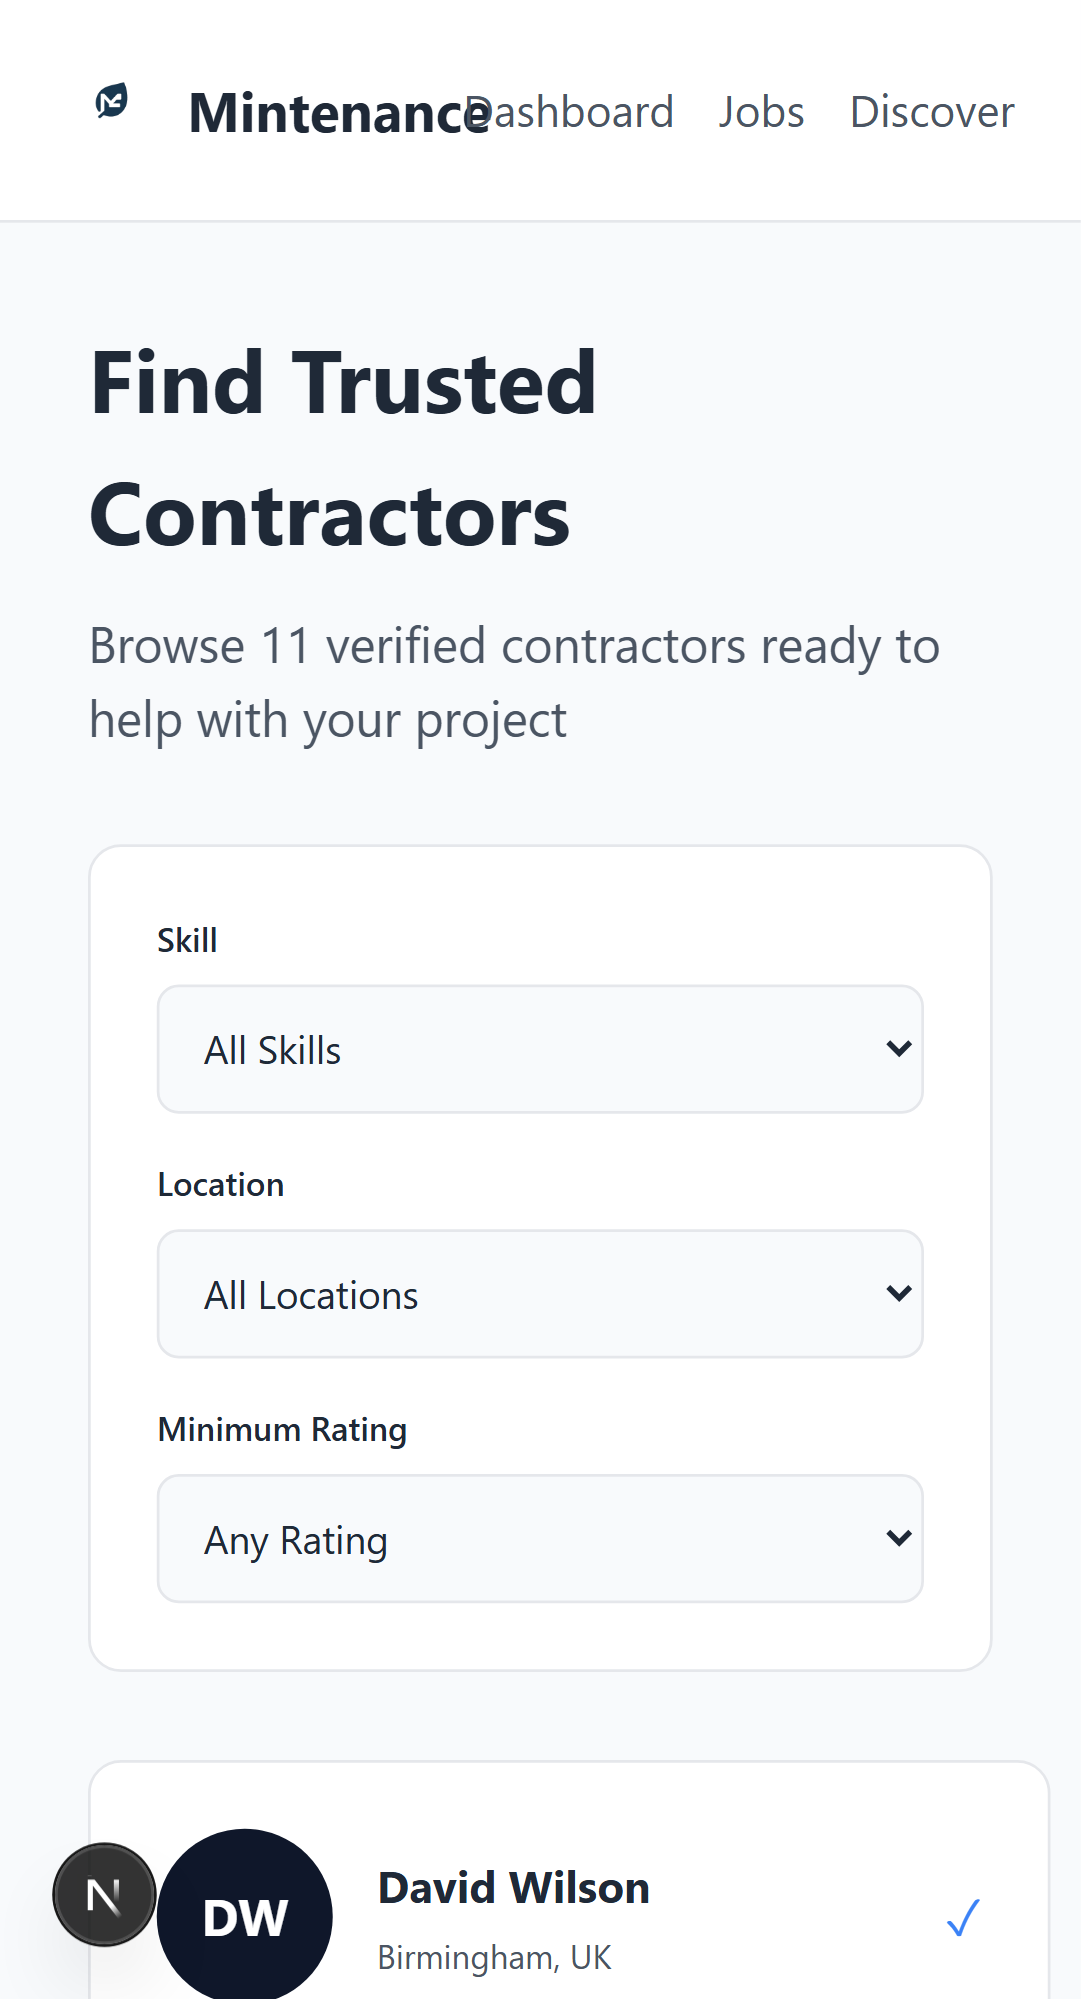 Mintenance
Dashboard Jobs Discover
Find Trusted
Contractors
Browse 11 verified contractors ready to
help with your project
Skill
All Skills
Location
All Locations
Minimum Rating
Any Rating
N
DW
David Wilson
✓
Birmingham, UK